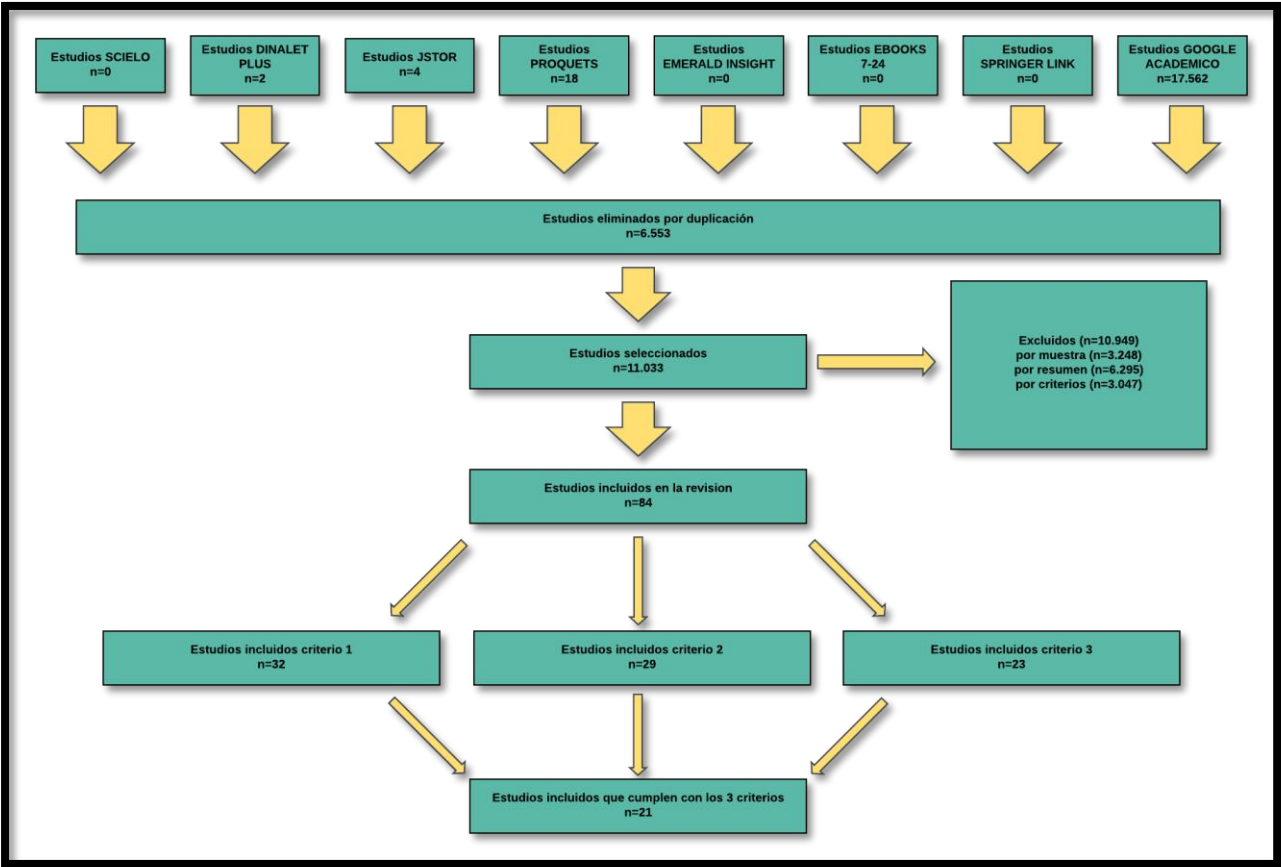 Estudios SCIELO
n=0
Estudios DINALET
PLUS
n=2
Estudios JSTOR
n=4
Estudios
PROQUETS
n=18
Estudios
EMERALD INSIGHT
n=0
Estudios EBOOKS
7-24
n=0
Estudios
SPRINGER LINK
n=0
Estudios GOOGLE
ACADEMICO
n=17.562
Estudios eliminados por duplicación
n=6.553
Estudios seleccionados
n=11.033
Excluidos (n=10.949)
por muestra (n=3.248)
por resumen (n=6.295)
por criterios (n=3.047)
Estudios incluidos en la revision
n=84
Estudios incluidos criterio 1
n=32
Estudios incluidos criterio 2
n=29
Estudios incluidos criterio 3
n=23
Estudios incluidos que cumplen con los 3 criterios
n=21